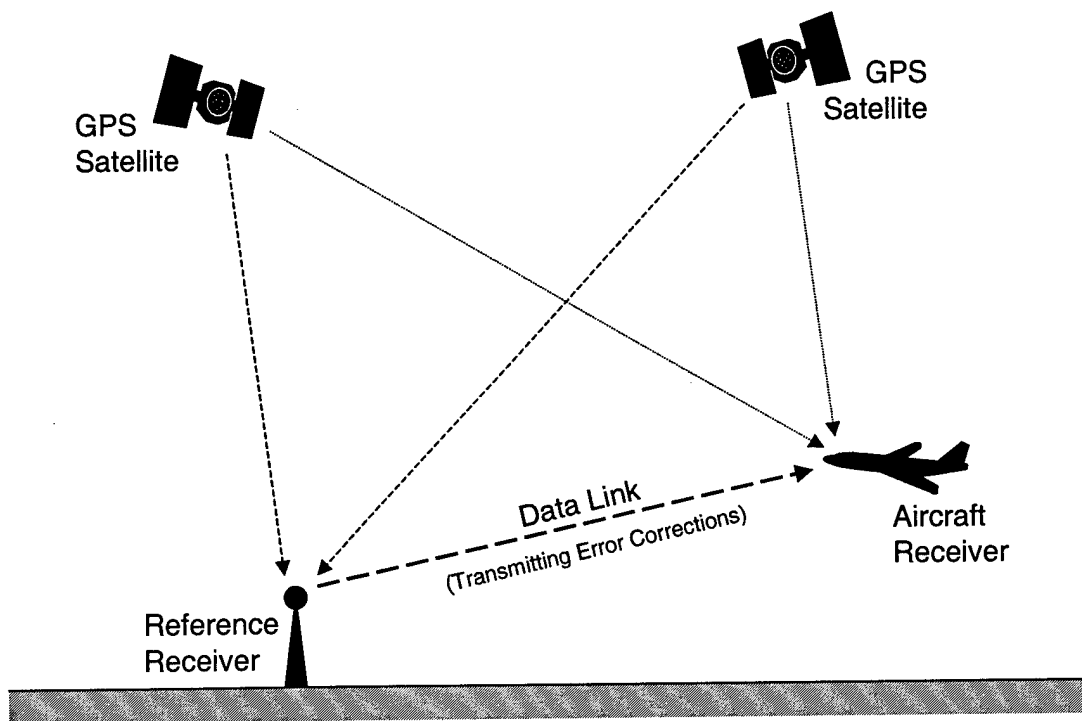 GPS
Satellite
GPS
Satellite
Data Link
(Transmitting Error Corrections)
Aircraft
Receiver
Reference
Receiver